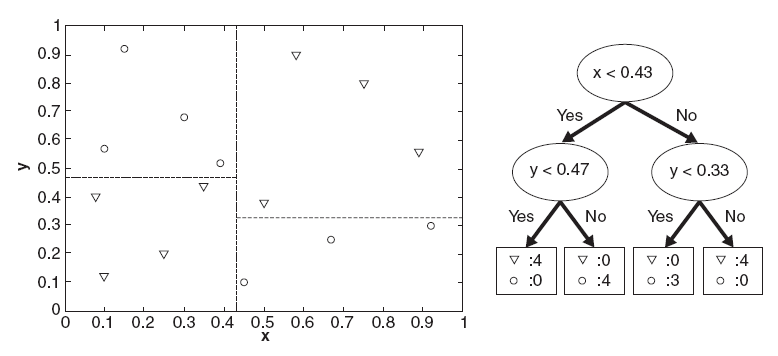 1
0.9
0.8
0.7
0.6
0.5
0.4
0.3
0.2
0.1
0
y
0 0.1 0.2 0.3 0.4 0.5 0.6 0.7 0.8 0.9 1
x
x < 0.43
Yes No
y < 0.47 y < 0.33
Yes No Yes No
:4 :0 :0 :4
:0 :4 :3 :0